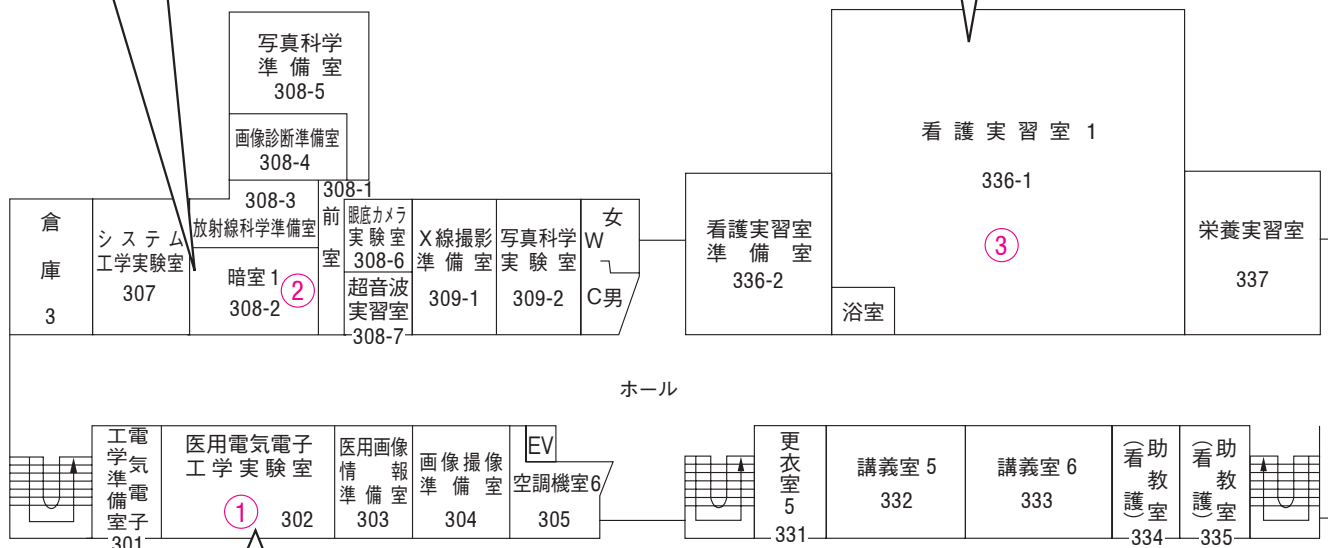 写真科学
準備室
308-5
画像診断準備室
308-4
308-3
放射線科学準備室
308-1
前室
倉庫
3
システム
工学実験室
307
暗室1
308-2
②
眼底カメラ
実験室
308-6
超音波
実習室
308-7
X線撮影
準備室
309-1
写真科学
実験室
309-2
女
W
C男
看護実習室
準備室
336-2
看護実習室 1
336-1
③
浴室
栄養実習室
337
ホール
電気電子
工学準備室
301
医用電気電子
工学実験室
①
302
医用画像
情報
準備室
303
画像撮像
準備室
304
EV
空調機室6
305
更衣室5
331
講義室 5
332
講義室 6
333
助教室
(看護)
334
助教室
(看護)
335